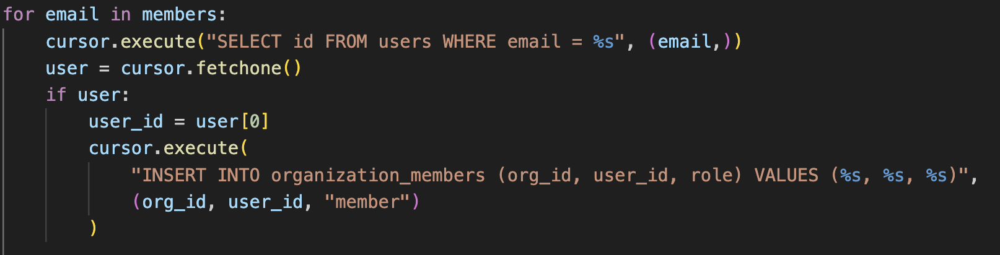 for email in members:
    cursor.execute("SELECT id FROM users WHERE email = %s", (email,))
    user = cursor.fetchone()
    if user:
        user_id = user[0]
        cursor.execute(
            "INSERT INTO organization_members (org_id, user_id, role) VALUES (%s, %s, %s)",
            (org_id, user_id, "member")
        )